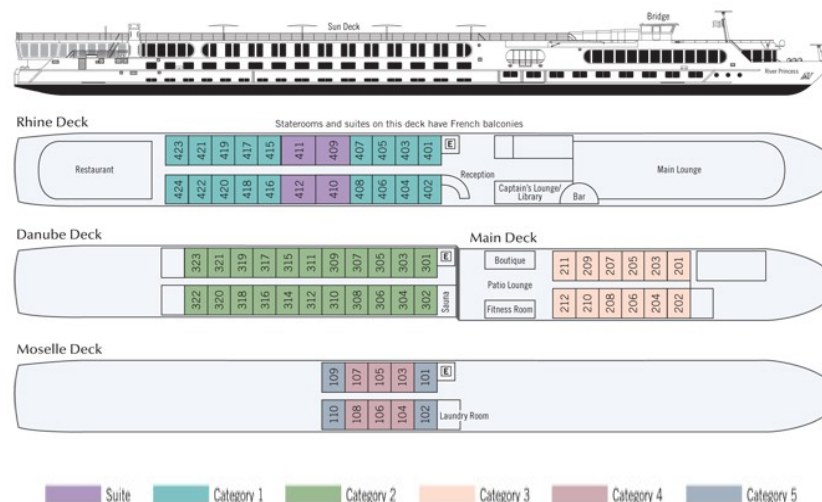 Bridge
Sun Deck
River Princess
Rhine Deck
Staterooms and suites on this deck have French balconies
423 421 419 417 415 411 409 407 405 403 401 E
Restaurant
Reception
Main Lounge
424 422 420 418 416 412 410 408 406 404 402
Captain's Lounge/
Library
Bar
Danube Deck
323 321 319 317 315 311 309 307 305 303 301 E
322 320 318 316 314 312 310 308 306 304 302 Sauna
Main Deck
Boutique
211 209 207 205 203 201
Patio Lounge
Fitness Room
212 210 208 206 204 202
Moselle Deck
109 107 105 103 101 E
110 108 106 104 102 Laundry Room
Suite Category 1 Category 2 Category 3 Category 4 Category 5